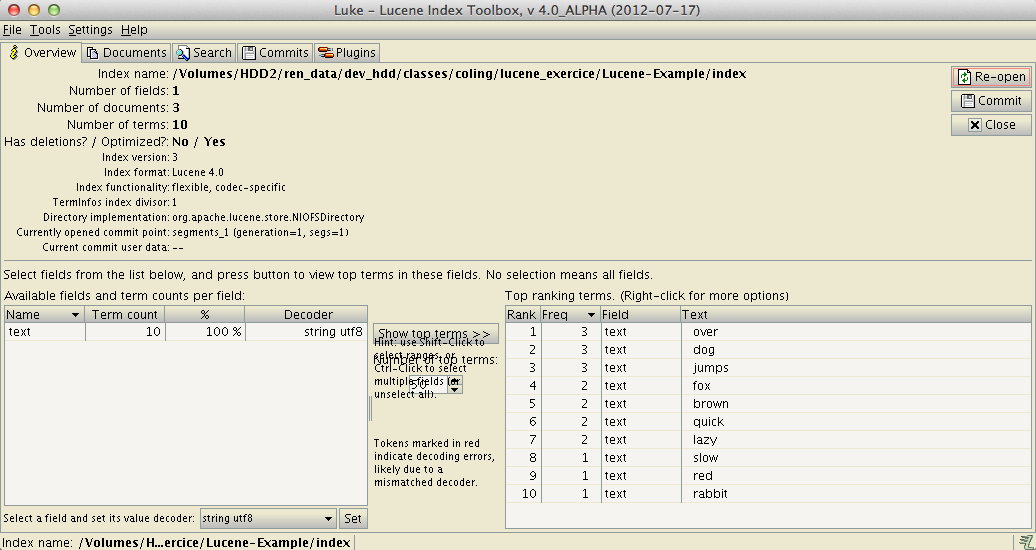 Luke - Lucene Index Toolbox, v 4.0_ALPHA (2012-07-17)
File Tools Settings Help
Overview Documents Search Commits Plugins
Index name: /Volumes/HDD2/ren_data/dev_hdd/classes/coling/lucene_exercice/Lucene-Example/index
Number of fields: 1
Number of documents: 3
Number of terms: 10
Has deletions? / Optimized?: No / Yes
Index version: 3
Index format: Lucene 4.0
Index functionality: flexible, codec-specific
TermInfos index divisor: 1
Directory implementation: org.apache.lucene.store.NIOFSDirectory
Currently opened commit point: segments_1 (generation=1, segs=1)
Current commit user data: --
Re-open
Commit
Close
Select fields from the list below, and press button to view top terms in these fields. No selection means all fields.
Available fields and term counts per field:
Name Term count % Decoder
text 10 100 % string utf8
Show top terms >>
Hint: use Shift-Click to
select ranges, or
Number of top terms:
Ctrl-Click to select
multiple fields (or
50
unselect all).
Tokens marked in red
indicate decoding errors,
likely due to a
mismatched decoder.
Select a field and set its value decoder: string utf8 Set
Top ranking terms. (Right-click for more options)
Rank Freq Field Text
1 3 text over
2 3 text dog
3 3 text jumps
4 2 text fox
5 2 text brown
6 2 text quick
7 2 text lazy
8 1 text slow
9 1 text red
10 1 text rabbit
Index name: /Volumes/H...ercice/Lucene-Example/index